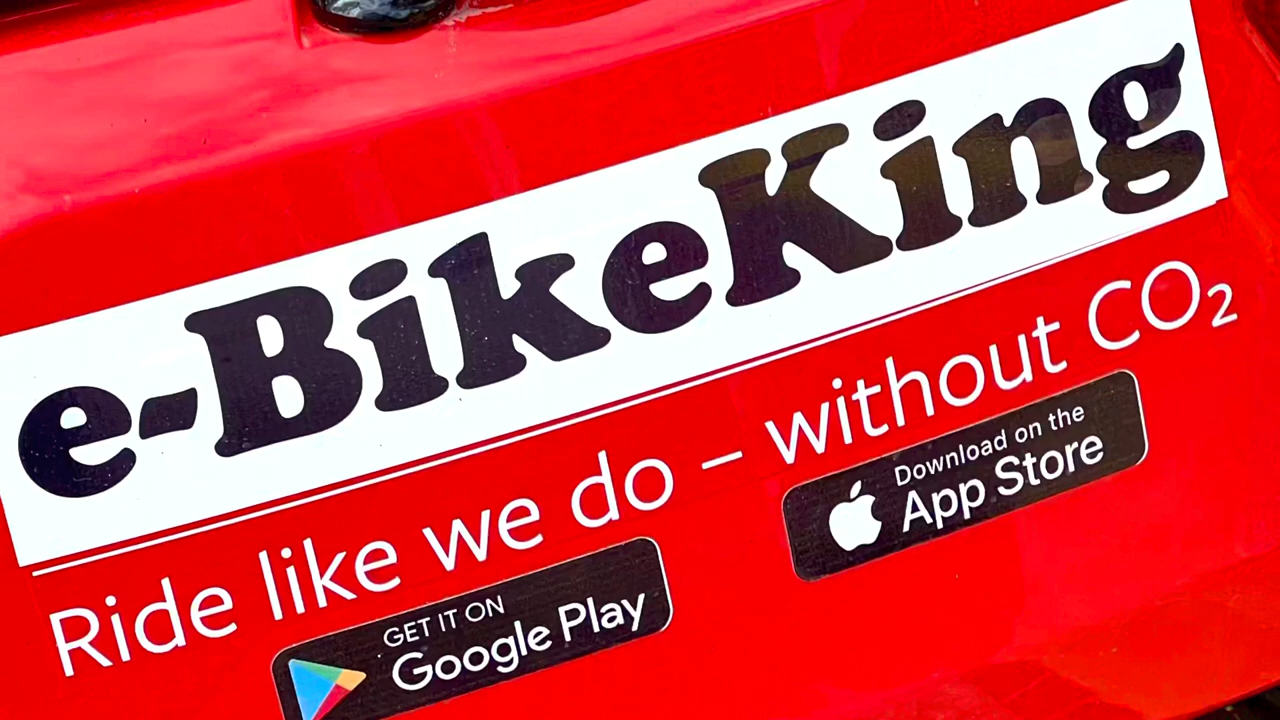 e-BikeKing
Ride like we do – without CO₂
GET IT ON
Google Play
Download on the
App Store